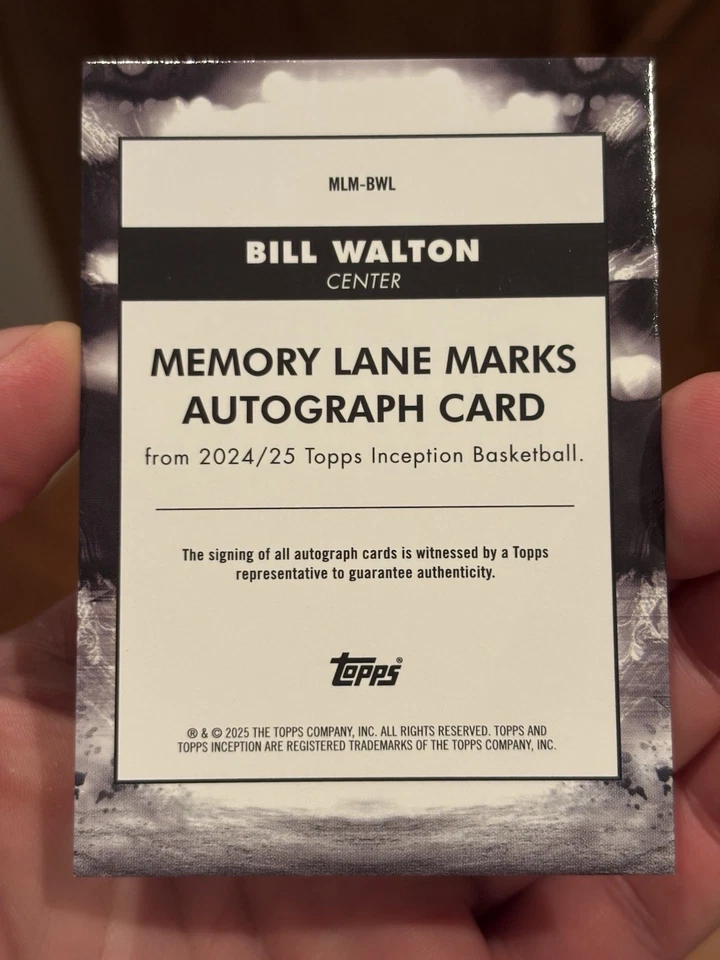 MLM-BWL
BILL WALTON
CENTER
MEMORY LANE MARKS
AUTOGRAPH CARD
from 2024/25 Topps Inception Basketball.
The signing of all autograph cards is witnessed by a Topps
representative to guarantee authenticity.
Topps®
® & © 2025 THE TOPPS COMPANY, INC. ALL RIGHTS RESERVED. TOPPS AND
TOPPS INCEPTION ARE REGISTERED TRADEMARKS OF THE TOPPS COMPANY, INC.